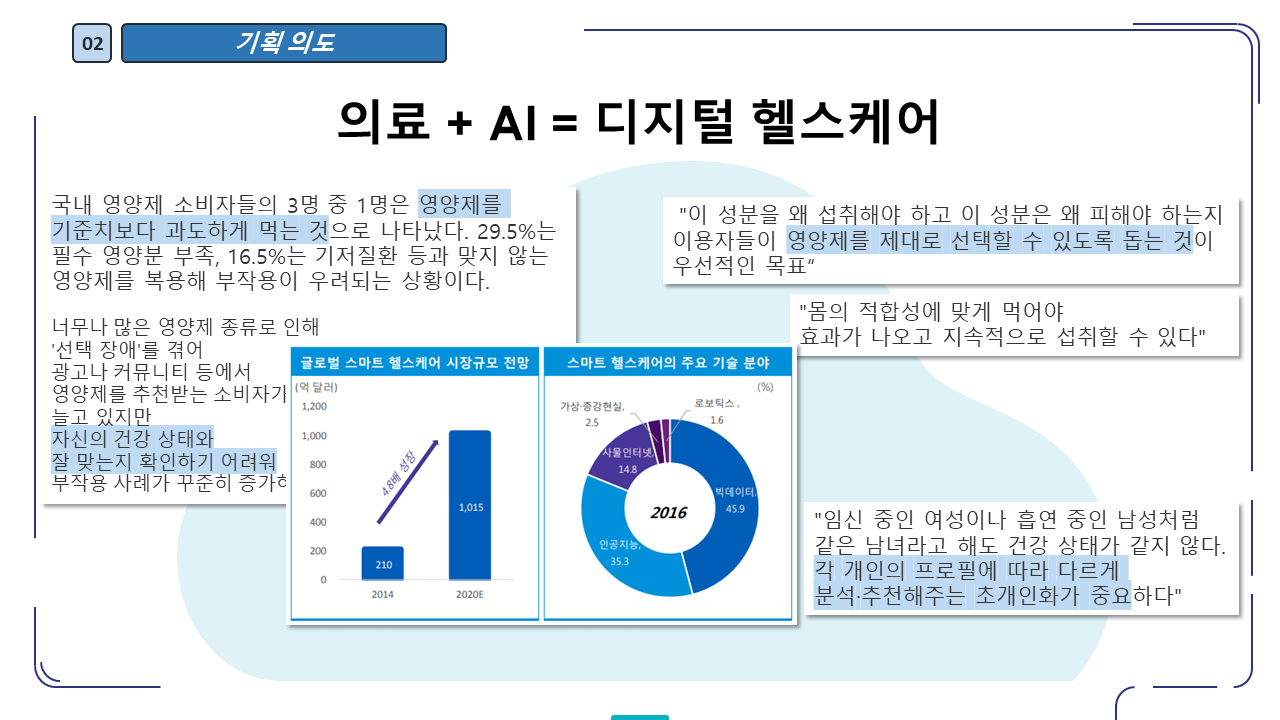 02
기획 의도
의료 + AI = 디지털 헬스케어
국내 영양제 소비자들의 3명 중 1명은 영양제를
기준치보다 과도하게 먹는 것으로 나타났다. 29.5%는
필수 영양분 부족, 16.5%는 기저질환 등과 맞지 않는
영양제를 복용해 부작용이 우려되는 상황이다.
너무나 많은 영양제 종류로 인해
'선택 장애'를 겪어
광고나 커뮤니티 등에서
영양제를 추천받는 소비자가
늘고 있지만
자신의 건강 상태와
잘 맞는지 확인하기 어려워
부작용 사례가 꾸준히
글로벌 스마트 헬스케어 시장규모 전망
(억 달러)
1,200
1,000
800
600
400
200
0
4.8배 성장
210
1,015
2014
2020E
스마트 헬스케어의 주요 기술 분야
(%)
가상·증강현실,
2.5
로보틱스 ,
1.6
사물인터넷,
14.8
빅데이터,
45.9
2016
인공지능,
35.3
"이 성분을 왜 섭취해야 하고 이 성분은 왜 피해야 하는지
이용자들이 영양제를 제대로 선택할 수 있도록 돕는 것이
우선적인 목표“
"몸의 적합성에 맞게 먹어야
효과가 나오고 지속적으로 섭취할 수 있다"
"임신 중인 여성이나 흡연 중인 남성처럼
같은 남녀라고 해도 건강 상태가 같지 않다.
각 개인의 프로필에 따라 다르게
분석·추천해주는 초개인화가 중요하다"